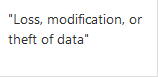 "Loss, modification, or
theft of data"